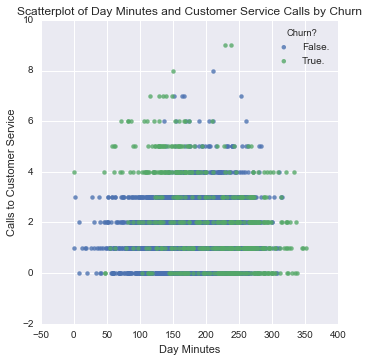 Scatterplot of Day Minutes and Customer Service Calls by Churn
10
8
6
4
2
0
−2
Calls to Customer Service
Churn?
False.
True.
−50 0 50 100 150 200 250 300 350 400
Day Minutes